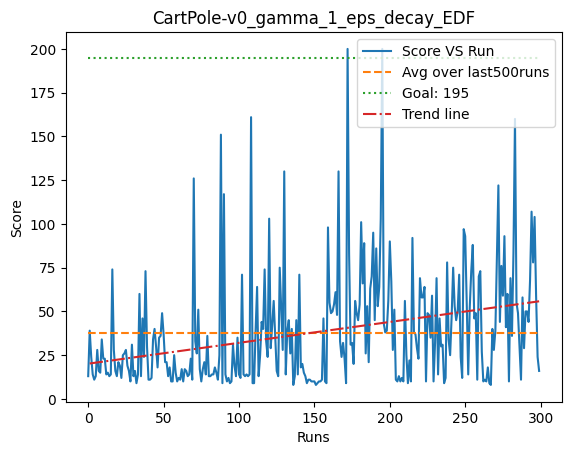 CartPole-v0_gamma_1_eps_decay_EDF
Score VS Run
Avg over last500runs
Goal: 195
Trend line
Score
200
175
150
125
100
75
50
25
0
0
50
100
150
200
250
300
Runs